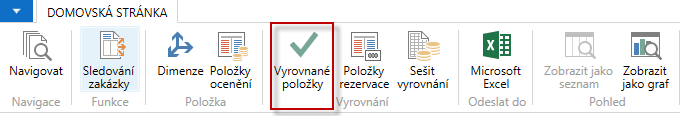 DOMOVSKÁ STRÁNKA
Navigovat
Sledování
zakázky
Dimenze
Položky
ocenění
Vyrovnané
položky
Položky
rezervace
Sešit
vyrovnání
Microsoft
Excel
Zobrazit jako
seznam
Zobrazit
jako graf
Navigace
Funkce
Položka
Vyrovnání
Odeslat do
Pohled